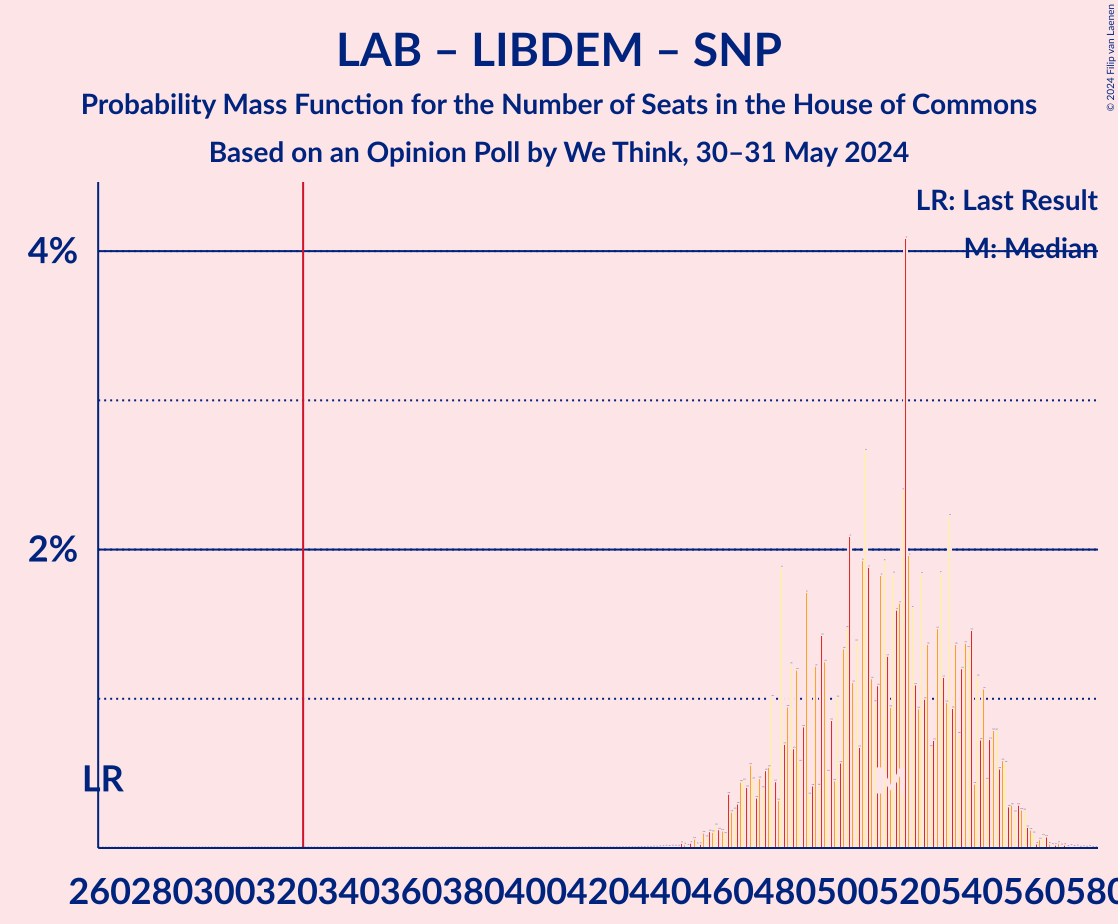 LAB – LIBDEM – SNP
Probability Mass Function for the Number of Seats in the House of Commons
Based on an Opinion Poll by We Think, 30–31 May 2024
© 2024 Filip van Laenen
LR: Last Result
M: Median
4%
2%
LR
M
260 280 300 320 340 360 380 400 420 440 460 480 500 520 540 560 580